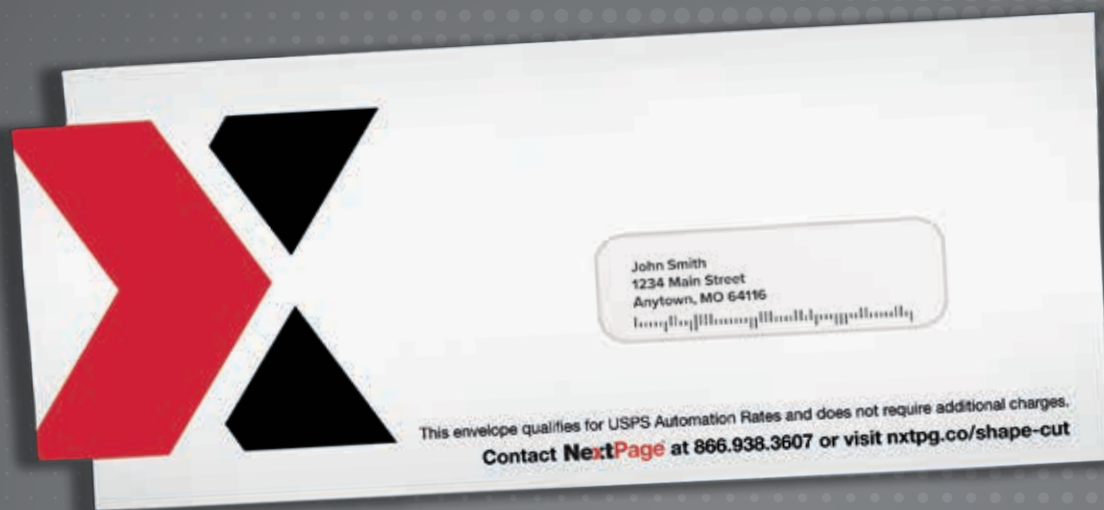 John Smith
1234 Main Street
Anytown, MO 64116
This envelope qualifies for USPS Automation Rates and does not require additional charges.
Contact NextPage at 866.938.3607 or visit nxtpg.co/shape-cut